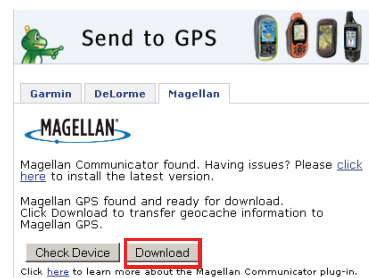 Send to GPS
Garmin DeLorme Magellan
MAGELLAN
Magellan Communicator found. Having issues? Please click
here to install the latest version.
Magellan GPS found and ready for download.
Click Download to transfer geocache information to
Magellan GPS.
Check Device Download
Click here to learn more about the Magellan Communicator plug-in.